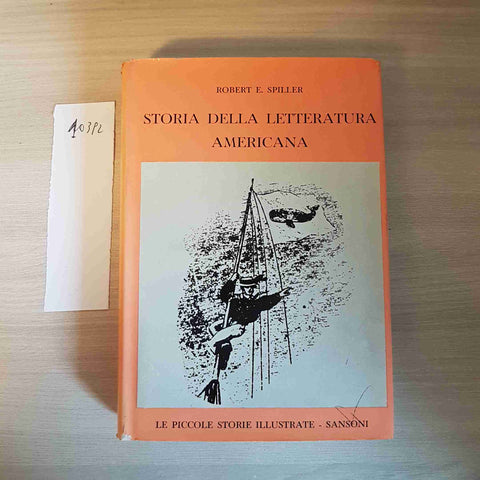 ROBERT E. SPILLER
STORIA DELLA LETTERATURA
AMERICANA
LE PICCOLE STORIE ILLUSTRATE - SANSONI